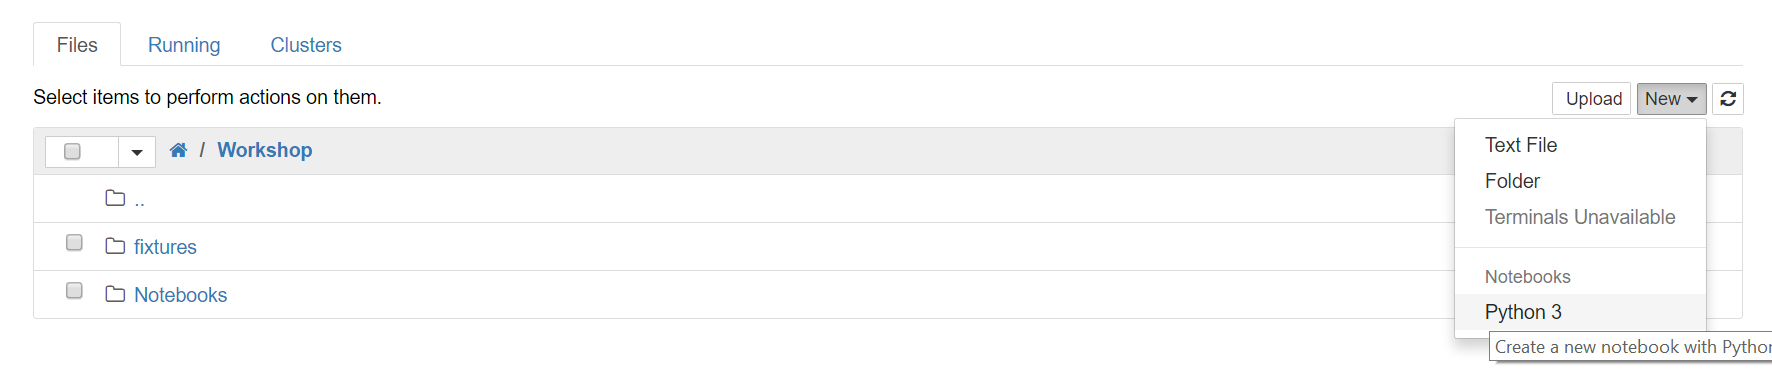 Files Running Clusters
Select items to perform actions on them.
Upload New
/ Workshop
..
fixtures
Notebooks
Text File
Folder
Terminals Unavailable
Notebooks
Python 3
Create a new notebook with Python